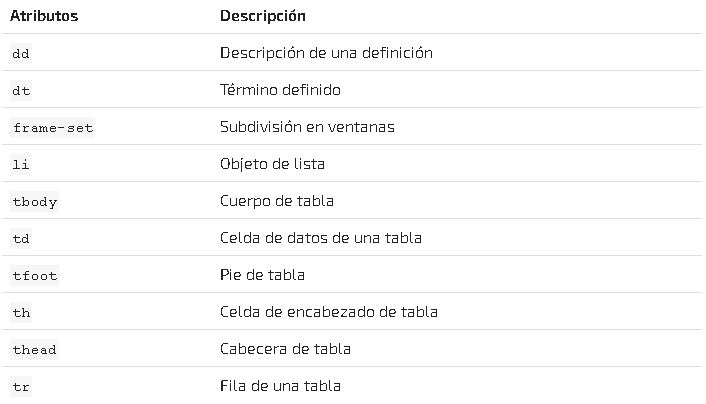 Atributos Descripción
dd Descripción de una definición
dt Término definido
frame-set Subdivisión en ventanas
li Objeto de lista
tbody Cuerpo de tabla
td Celda de datos de una tabla
tfoot Pie de tabla
th Celda de encabezado de tabla
thead Cabecera de tabla
tr Fila de una tabla